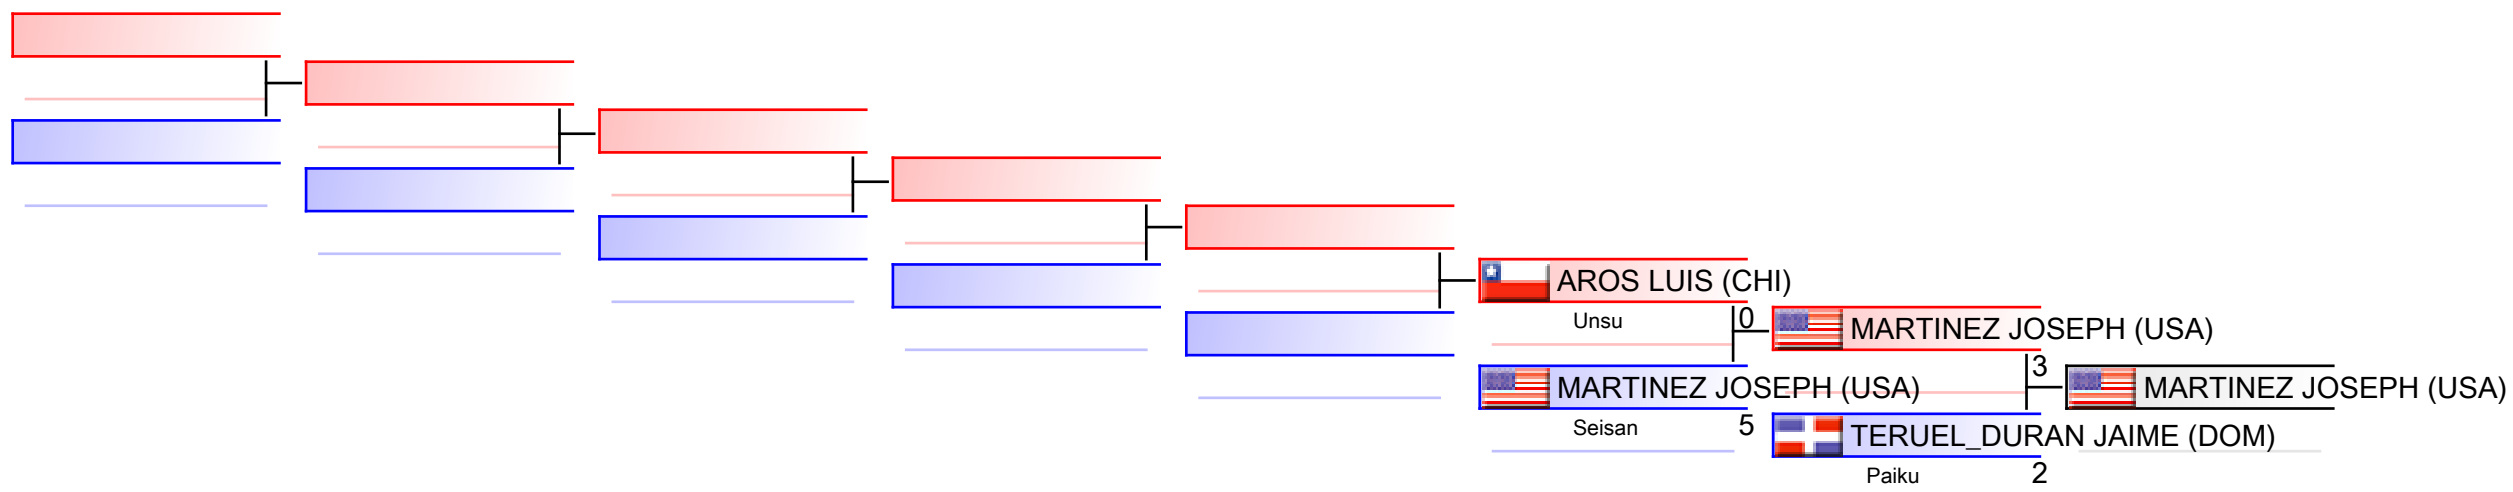 AROS LUIS (CHI)
Unsu
0
MARTINEZ JOSEPH (USA)
MARTINEZ JOSEPH (USA)
3
MARTINEZ JOSEPH (USA)
Seisan
5
TERUEL_DURAN JAIME (DOM)
Paiku
2